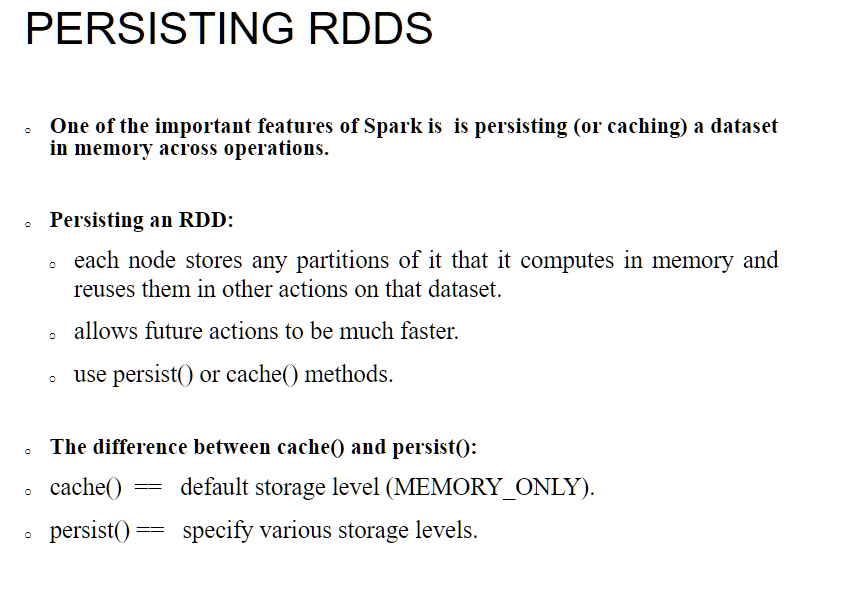 PERSISTING RDDS
One of the important features of Spark is is persisting (or caching) a dataset
in memory across operations.
Persisting an RDD:
each node stores any partitions of it that it computes in memory and
reuses them in other actions on that dataset.
allows future actions to be much faster.
use persist() or cache() methods.
The difference between cache() and persist():
cache() == default storage level (MEMORY_ONLY).
persist() == specify various storage levels.